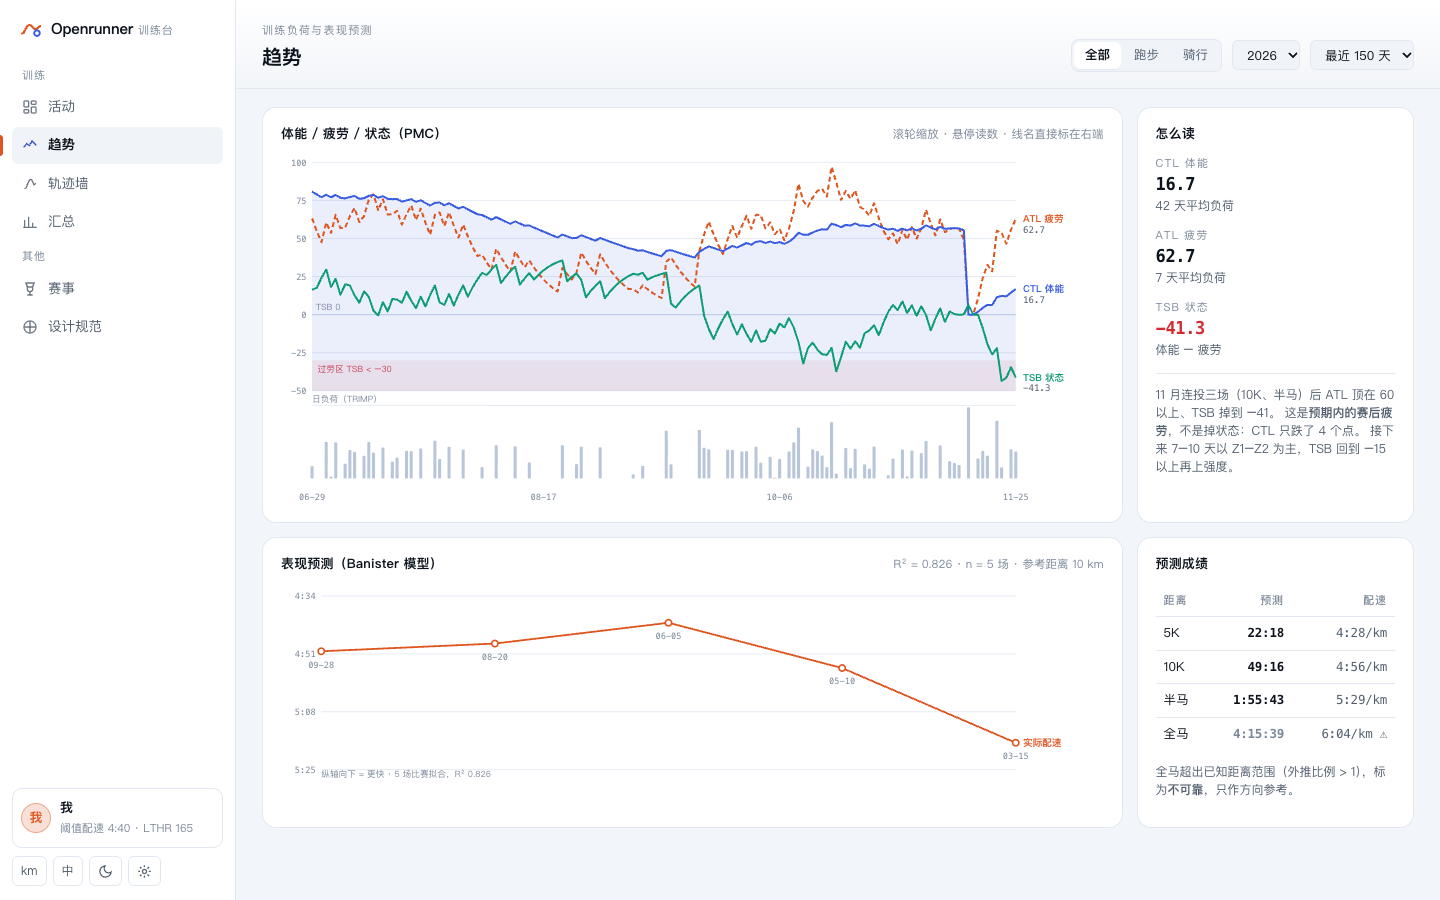 Openrunner 训练台
训练
活动
趋势
轨迹墙
汇总
其他
赛事
设计规范
我
我
阈值配速 4:40 · LTHR 165
km
中
训练负荷与表现预测
趋势
全部
跑步
骑行
2026
最近 150 天
体能 / 疲劳 / 状态（PMC）
滚轮缩放 · 悬停读数 · 线名直接标在右端
100
75
50
25
0
−25
−50
TSB 0
过劳区 TSB < −30
ATL 疲劳
62.7
CTL 体能
16.7
TSB 状态
−41.3
日负荷（TRIMP）
06−29
08−17
10−06
11−25
怎么读
CTL 体能
16.7
42 天平均负荷
ATL 疲劳
62.7
7 天平均负荷
TSB 状态
−41.3
体能 − 疲劳
11 月连投三场（10K、半马）后 ATL 顶在 60
以上、TSB 掉到 −41。 这是预期内的赛后疲
劳，不是掉状态：CTL 只跌了 4 个点。 接下
来 7—10 天以 Z1—Z2 为主，TSB 回到 −15
以上再上强度。
表现预测（Banister 模型）
R² = 0.826 · n = 5 场 · 参考距离 10 km
4:34
4:51
5:08
5:25
09−28
08−20
06−05
05−10
03−15
实际配速
纵轴向下 = 更快 · 5 场比赛拟合，R² 0.826
预测成绩
距离 预测 配速
5K 22:18 4:28/km
10K 49:16 4:56/km
半马 1:55:43 5:29/km
全马 4:15:39 6:04/km ⚠
全马超出已知距离范围（外推比例 > 1），标
为不可靠，只作方向参考。